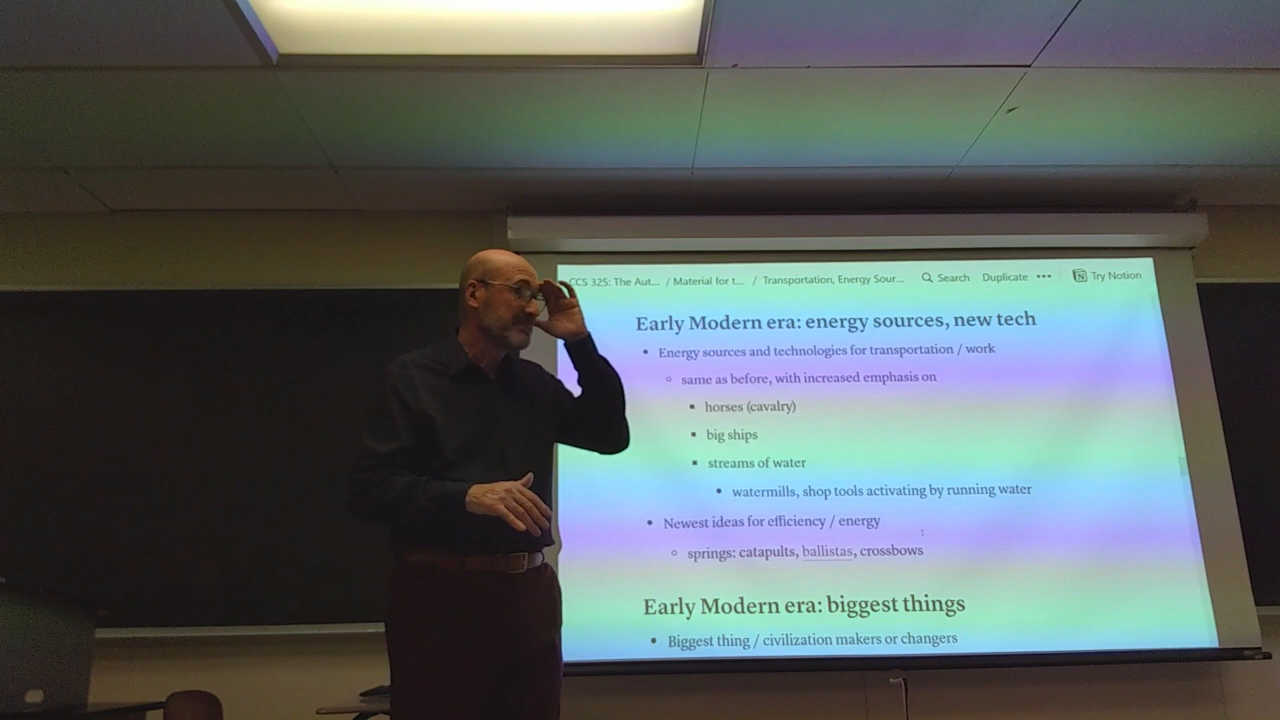 CCS 325: The Aut... / Material for t... / Transportation, Energy Sour... Search Duplicate ••• Try Notion
Early Modern era: energy sources, new tech
• Energy sources and technologies for transportation / work
◦ same as before, with increased emphasis on
▪ horses (cavalry)
▪ big ships
▪ streams of water
• watermills, shop tools activating by running water
• Newest ideas for efficiency / energy
◦ springs: catapults, ballistas, crossbows
Early Modern era: biggest things
• Biggest thing / civilization makers or changers